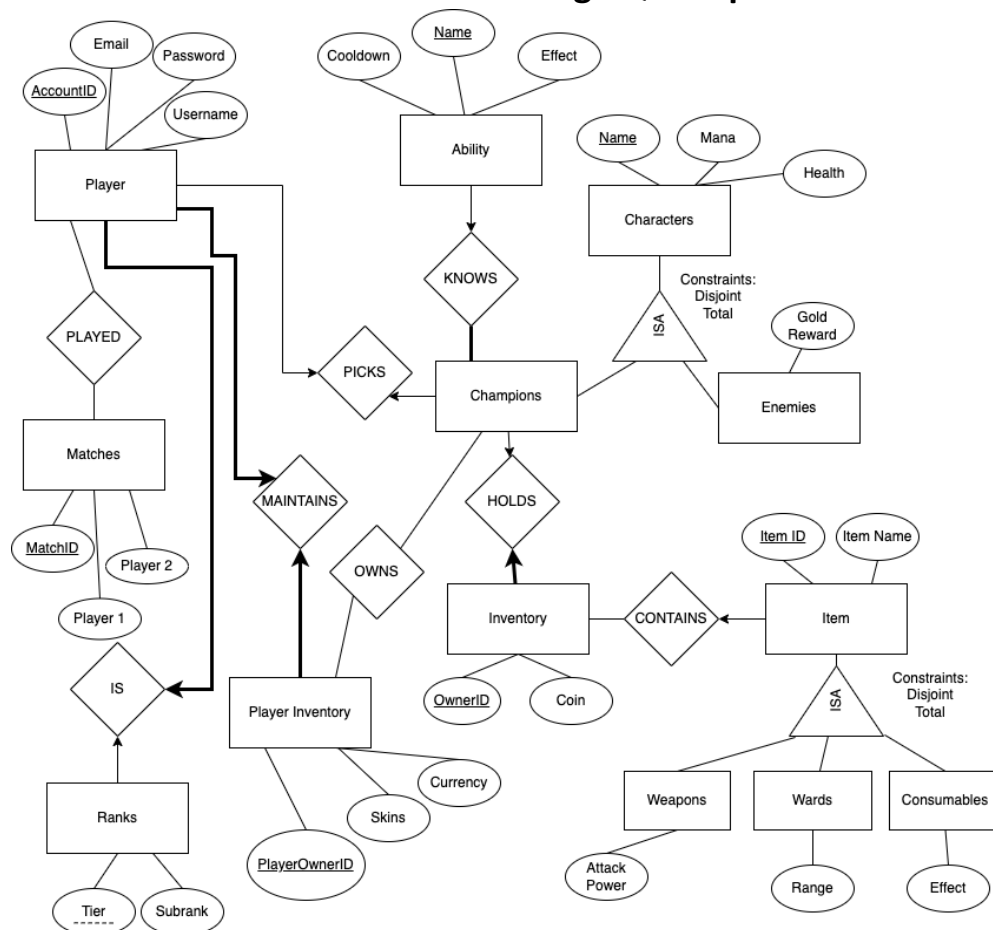 Email
Password
AccountID
Username
Player
Cooldown
Name
Effect
Ability
Name
Mana
Health
Characters
KNOWS
Constraints:
Disjoint
Total
ISA
Gold
Reward
PLAYED
PICKS
Champions
Enemies
Matches
MatchID
Player 2
Player 1
MAINTAINS
HOLDS
OWNS
Item ID
Item Name
Inventory
CONTAINS
Item
IS
Player Inventory
OwnerID
Coin
ISA
Constraints:
Disjoint
Total
Currency
Skins
PlayerOwnerID
Ranks
Tier
Subrank
Weapons
Wards
Consumables
Attack
Power
Range
Effect